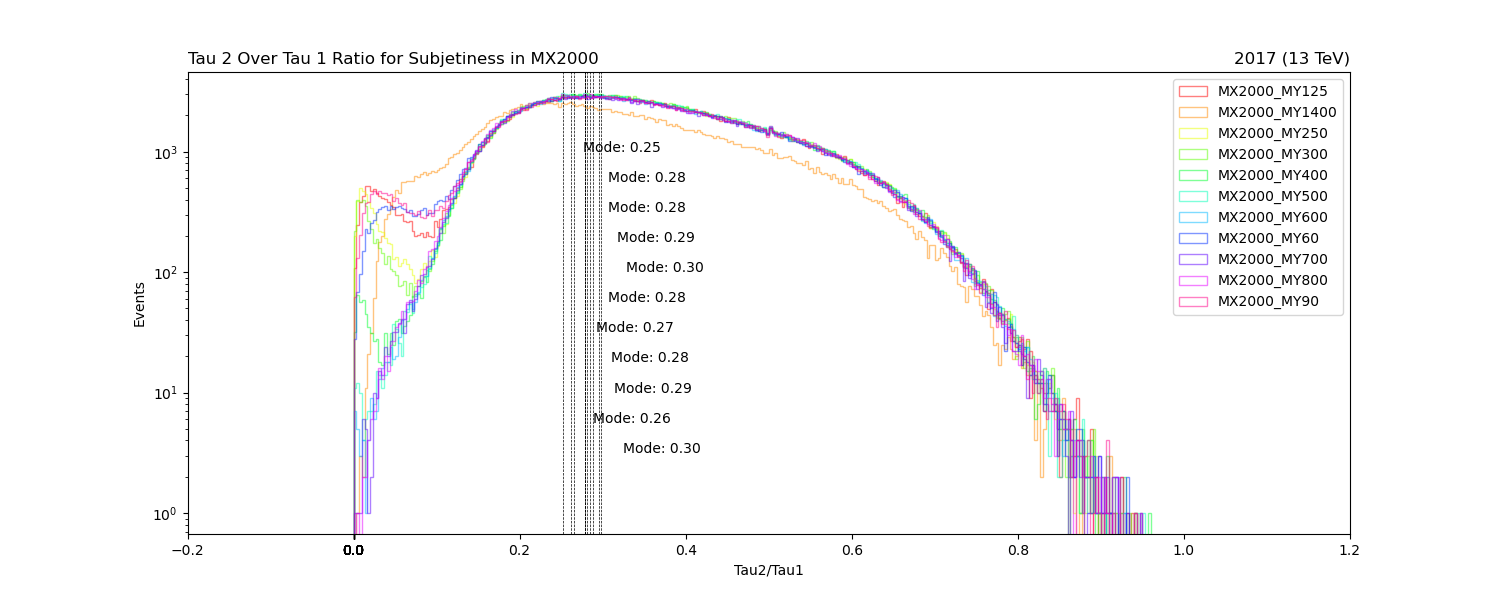 Tau 2 Over Tau 1 Ratio for Subjetiness in MX2000
2017 (13 TeV)
MX2000_MY125
MX2000_MY1400
MX2000_MY250
MX2000_MY300
MX2000_MY400
MX2000_MY500
MX2000_MY600
MX2000_MY60
MX2000_MY700
MX2000_MY800
MX2000_MY90
Mode: 0.25
Mode: 0.28
Mode: 0.28
Mode: 0.29
Mode: 0.30
Mode: 0.28
Mode: 0.27
Mode: 0.28
Mode: 0.29
Mode: 0.26
Mode: 0.30
Events
10³
10²
10¹
10⁰
−0.2
0.0
0.2
0.4
0.6
0.8
1.0
1.2
Tau2/Tau1